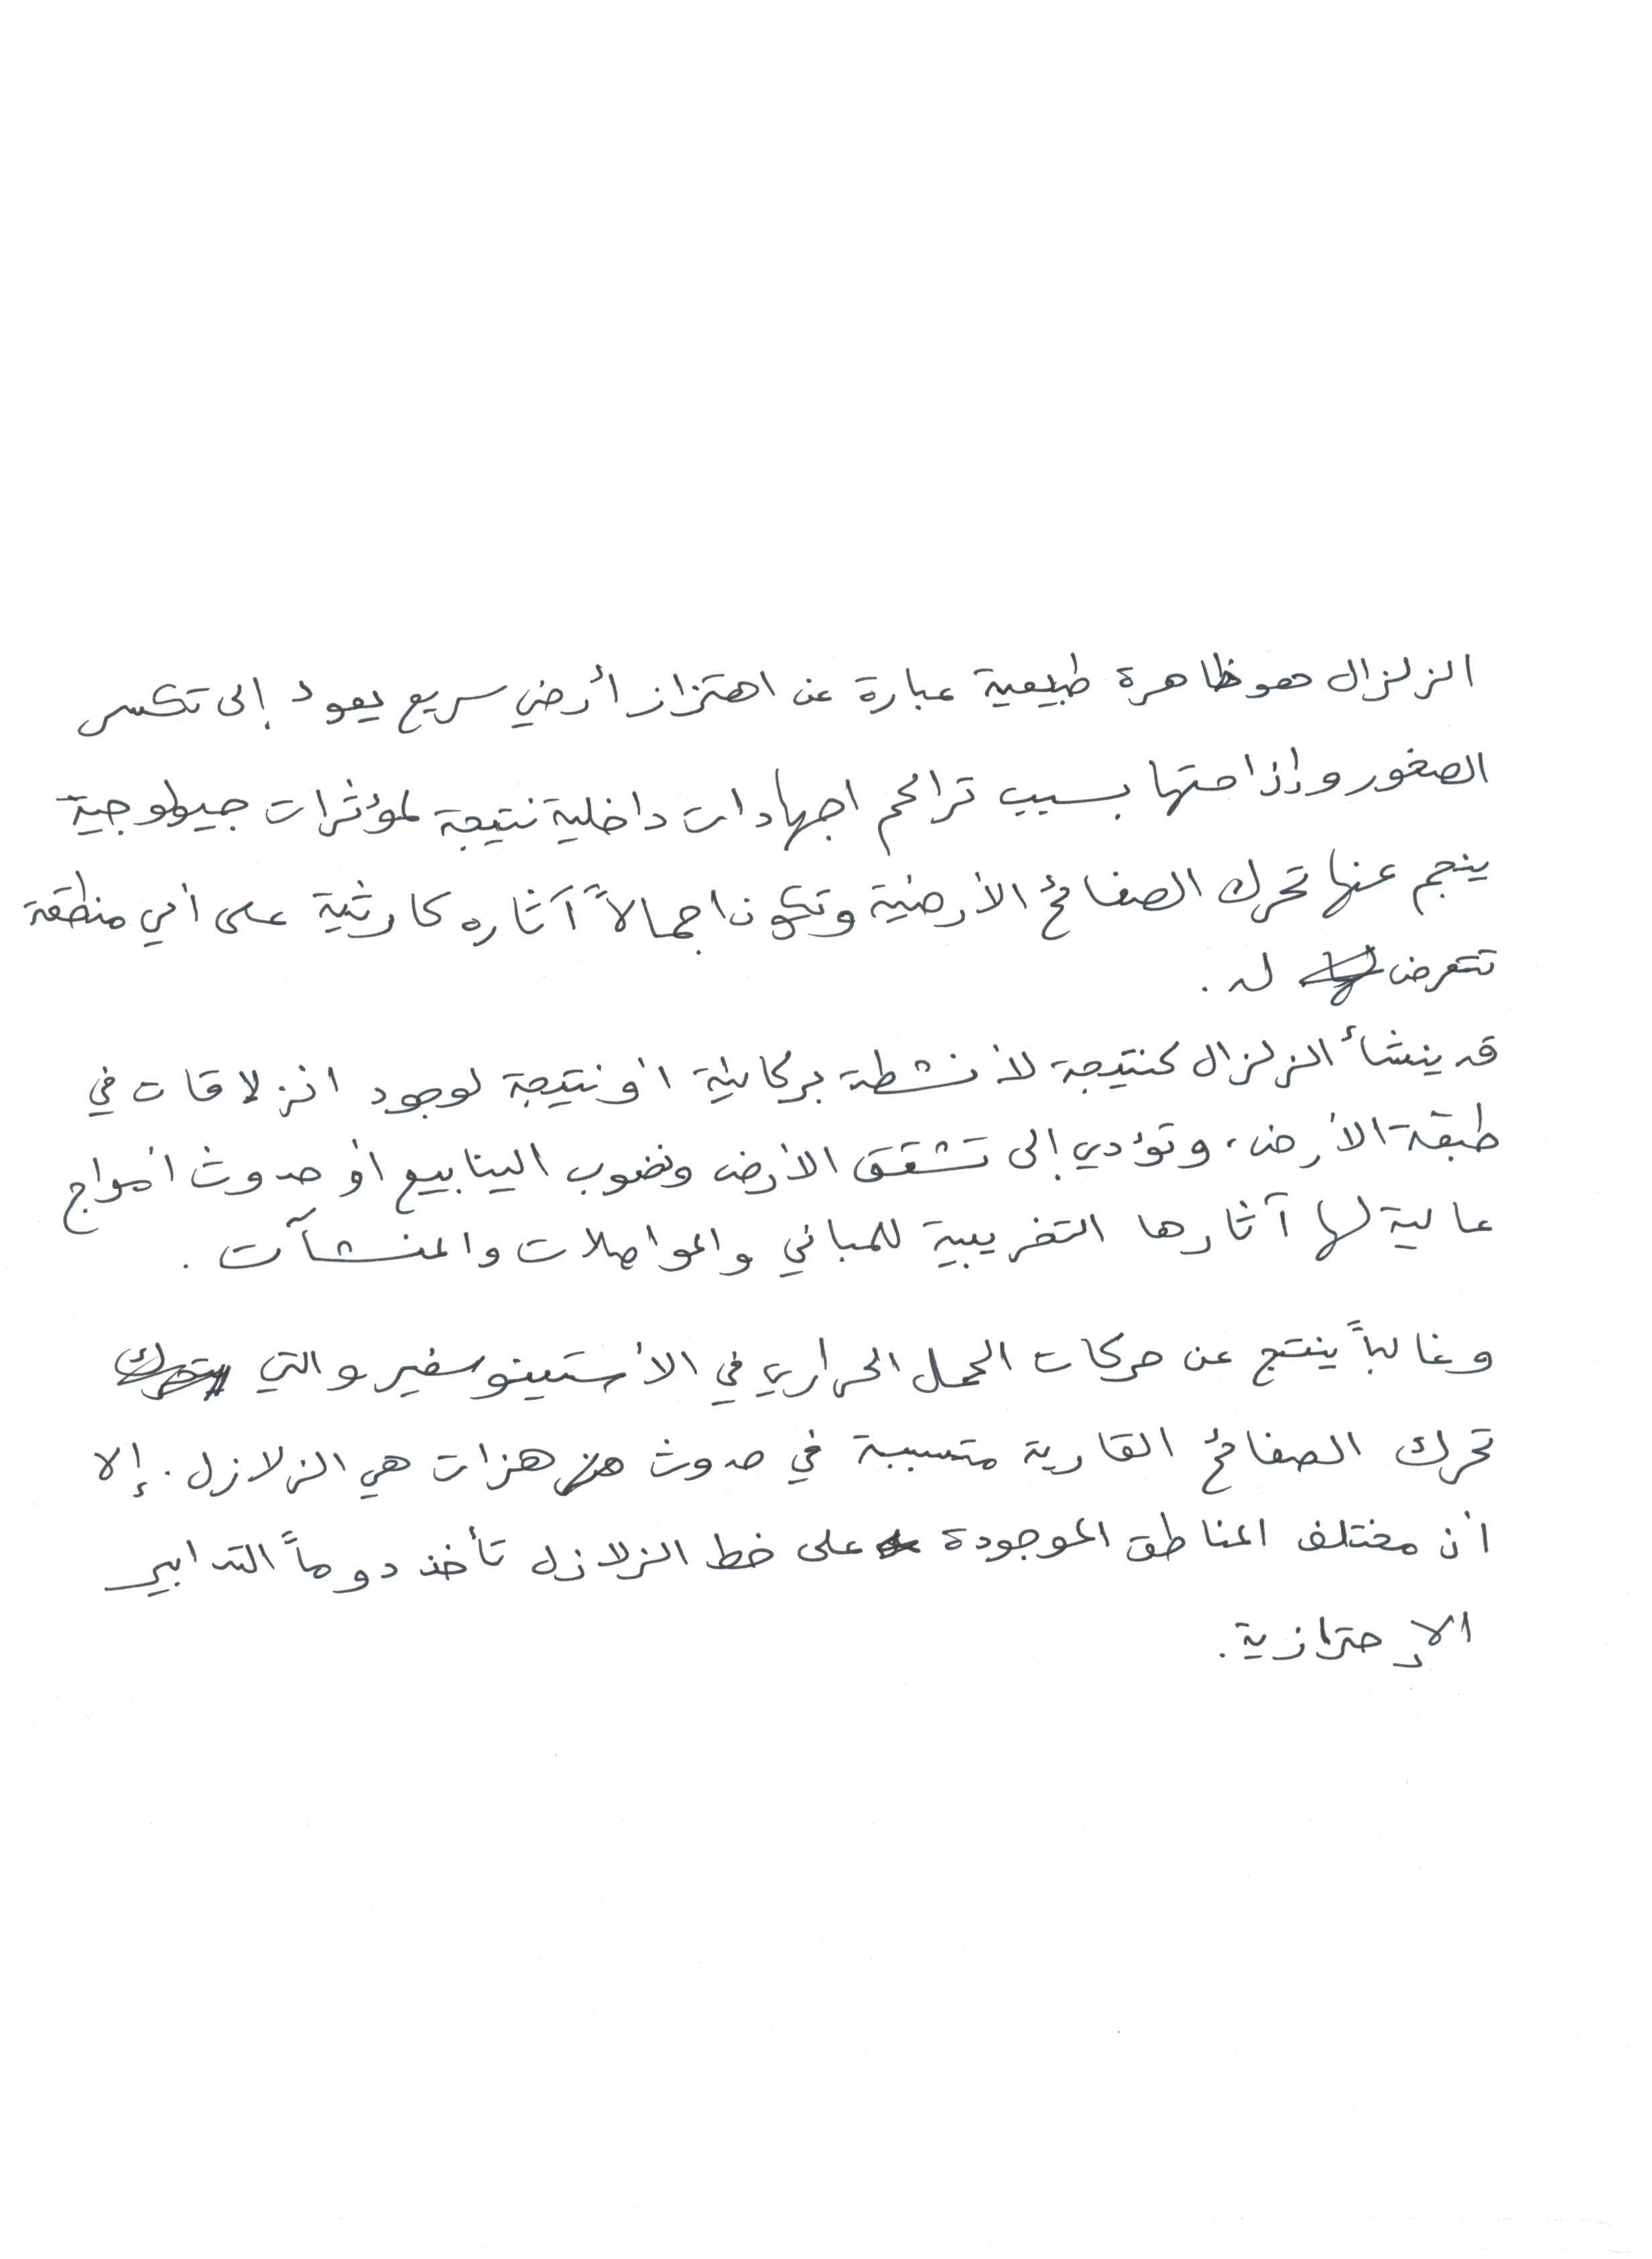 الزلزال هو ظاهرة طبيعية عبارة عن اهتزاز أرضي سريع يعود إلى تكسر
الصخور وإزاحتها بسبب تراكم اجهادات داخلية نتيجة لمؤثرات جيولوجية
ينجم عنها تحرك الصفائح الأرضية وتكون اجمالاً آثاره كارثية على أي منطقة
تتعرض له .
قد ينشأ الزلزال كنتيجة لأنشطة بركانية أو نتيجة لوجود انزلاقات في
طبقة الأرض، وتؤدي إلى تشقق الأرض ونضوب الينابيع أو حدوث أمواج
عالية لها آثارها التخريبية للمباني والمواصلات والمنشآت .
وغالباً ينتج عن حركات الحمل الحراري في الأستينوسفير والتي
تحرك الصفائح القارية متسببة في حدوث هزات هي الزلازل . إلا
أن مختلف المناطق الموجودة على خط الزلازل تأخذ دوماً التدابير
الإحترازية .